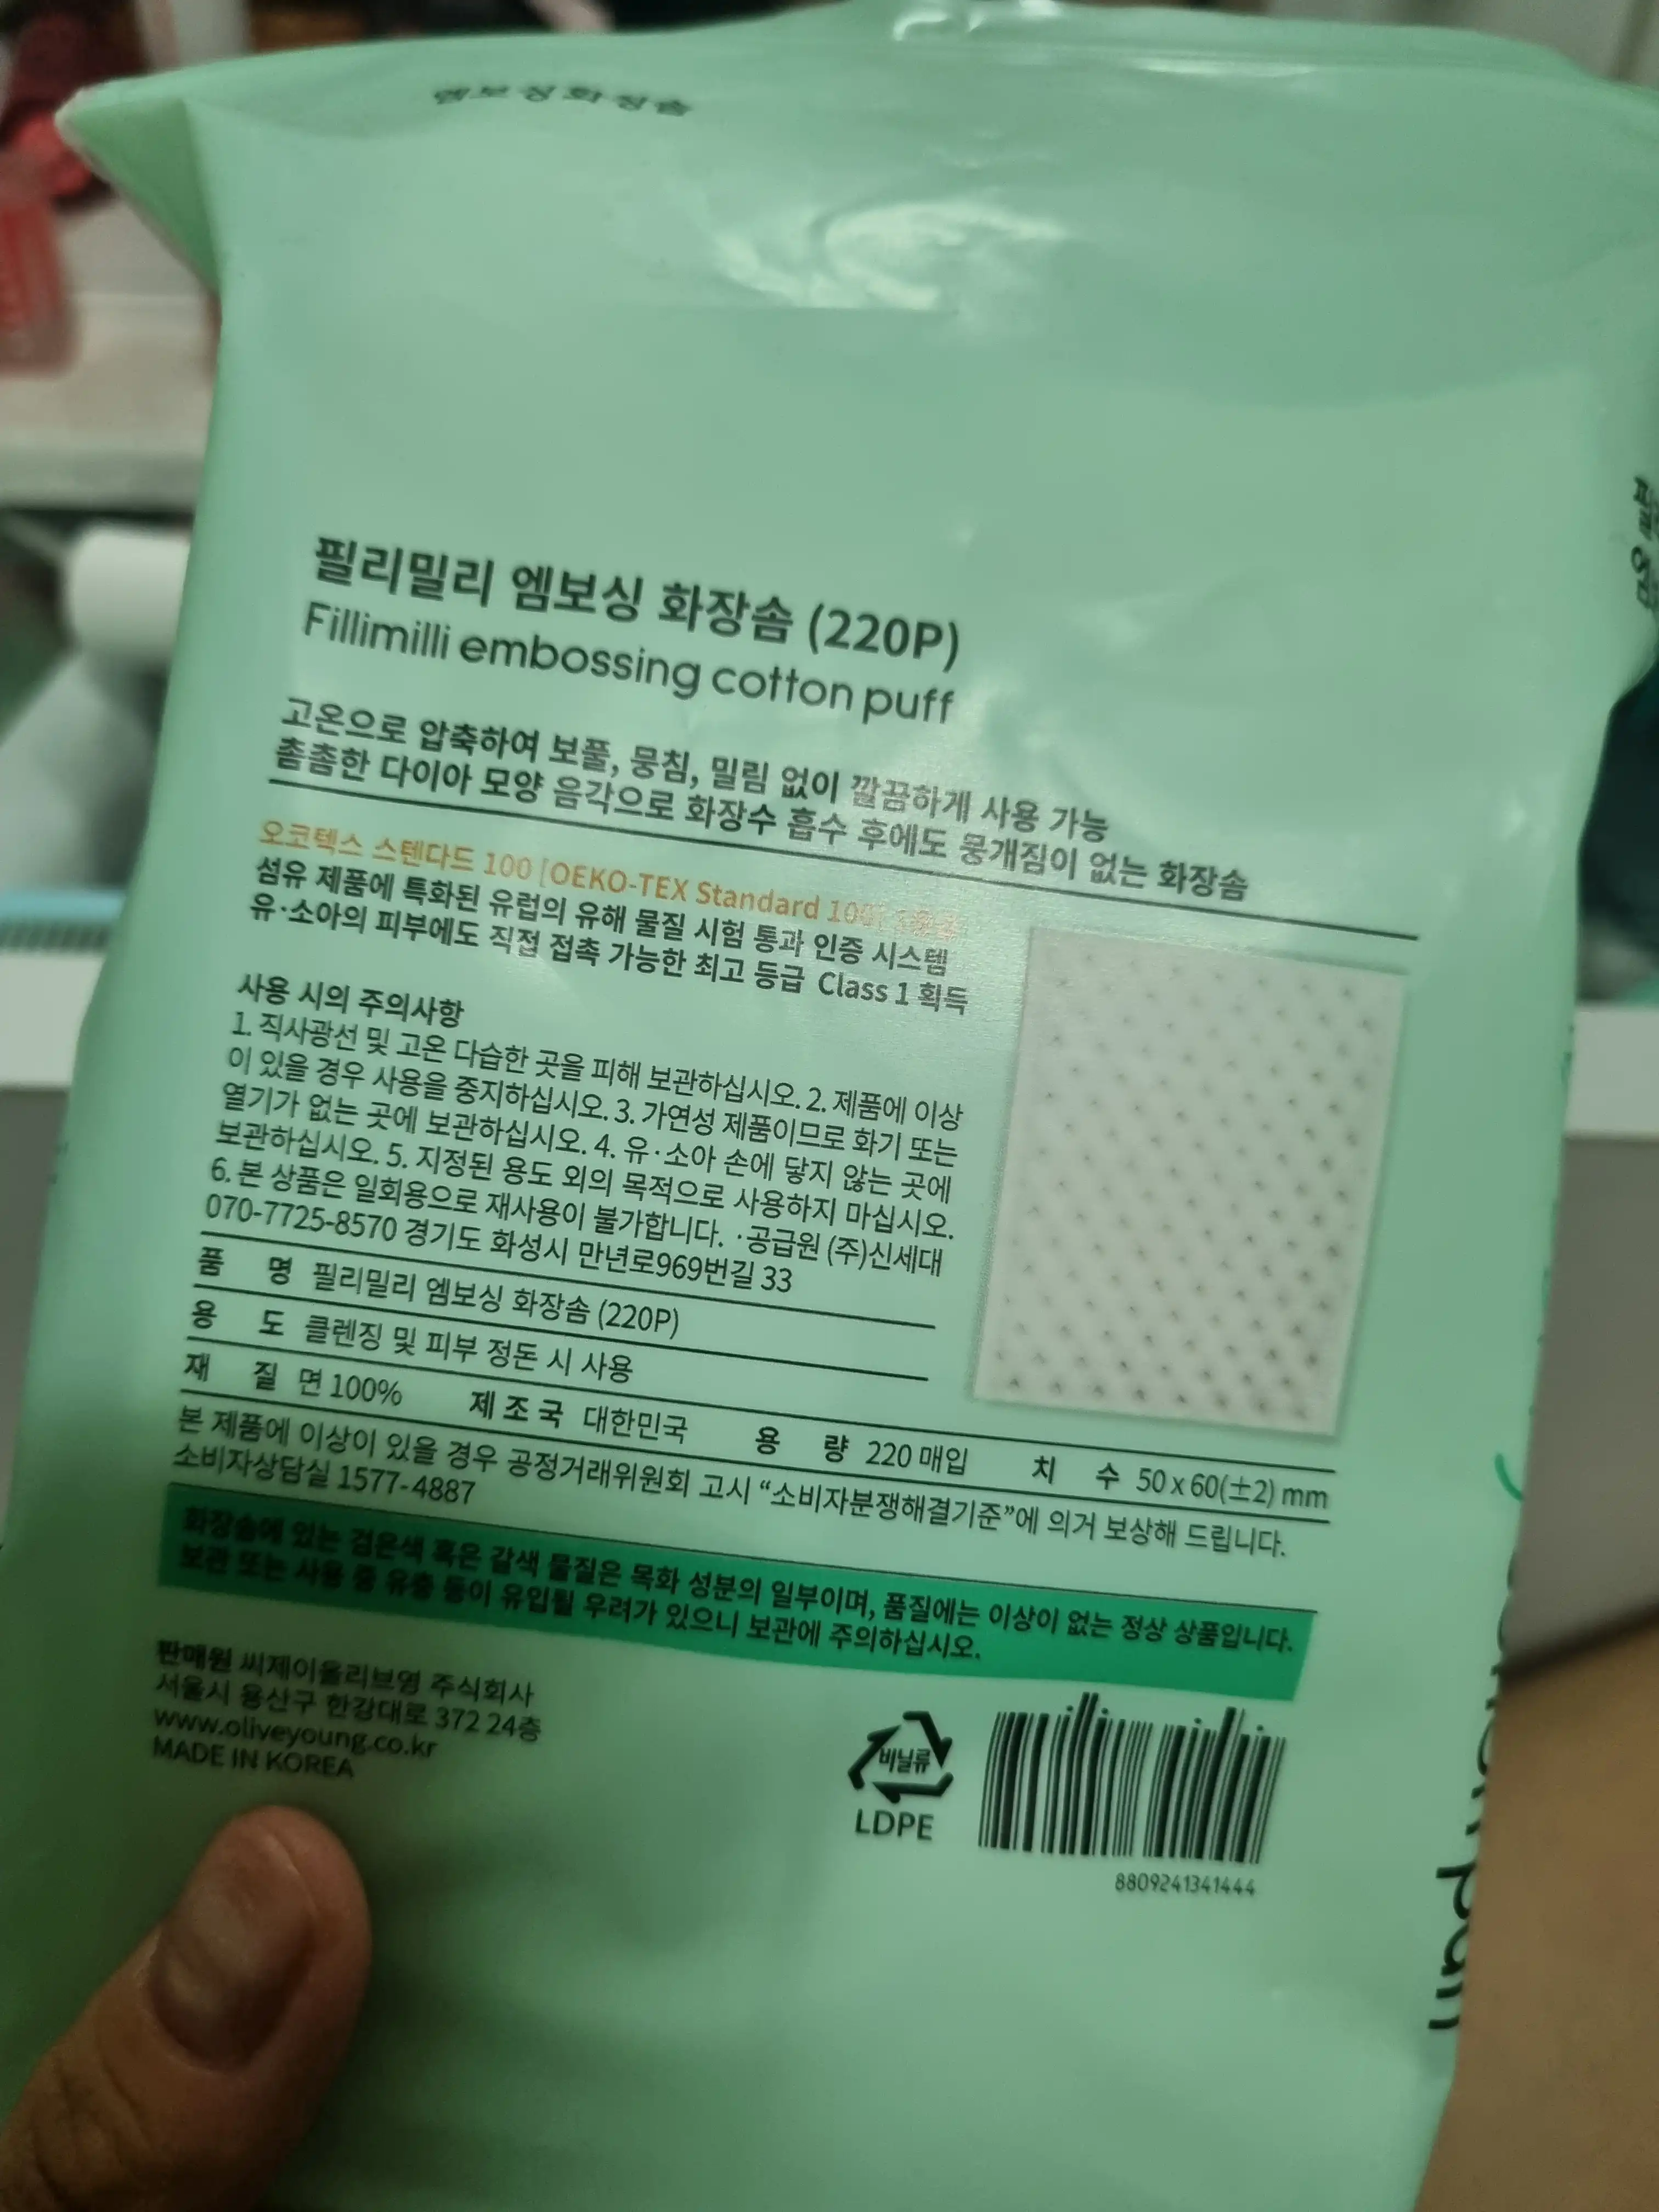 엠보싱화장솜
필리밀리 엠보싱 화장솜 (220P)
Fillimilli embossing cotton puff
고온으로 압축하여 보풀, 뭉침, 밀림 없이 깔끔하게 사용 가능
촘촘한 다이아 모양 음각으로 화장수 흡수 후에도 뭉개짐이 없는 화장솜
오코텍스 스텐다드 100 [OEKO-TEX Standard 100]
섬유 제품에 특화된 유럽의 유해 물질 시험 통과 인증 시스템
유·소아의 피부에도 직접 접촉 가능한 최고 등급 Class 1 획득
사용 시의 주의사항
1. 직사광선 및 고온 다습한 곳을 피해 보관하십시오. 2. 제품에 이상
이 있을 경우 사용을 중지하십시오. 3. 가연성 제품이므로 화기 또는
열기가 없는 곳에 보관하십시오. 4. 유·소아 손에 닿지 않는 곳에
보관하십시오. 5. 지정된 용도 외의 목적으로 사용하지 마십시오.
6. 본 상품은 일회용으로 재사용이 불가합니다. ·공급원 (주)신세대
070-7725-8570 경기도 화성시 만년로969번길 33
품 명 필리밀리 엠보싱 화장솜 (220P)
용 도 클렌징 및 피부 정돈 시 사용
재 질 면 100% 제조국 대한민국 용 량 220 매입 치 수 50 x 60(±2) mm
본 제품에 이상이 있을 경우 공정거래위원회 고시 “소비자분쟁해결기준”에 의거 보상해 드립니다.
소비자상담실 1577-4887
화장솜에 있는 검은색 혹은 갈색 물질은 목화 성분의 일부이며, 품질에는 이상이 없는 정상 상품입니다.
보관 또는 사용 중 유충 등이 유입될 우려가 있으니 보관에 주의하십시오.
판매원 씨제이올리브영 주식회사
서울시 용산구 한강대로 372 24층
www.oliveyoung.co.kr
MADE IN KOREA
비닐류
LDPE
8809241341444